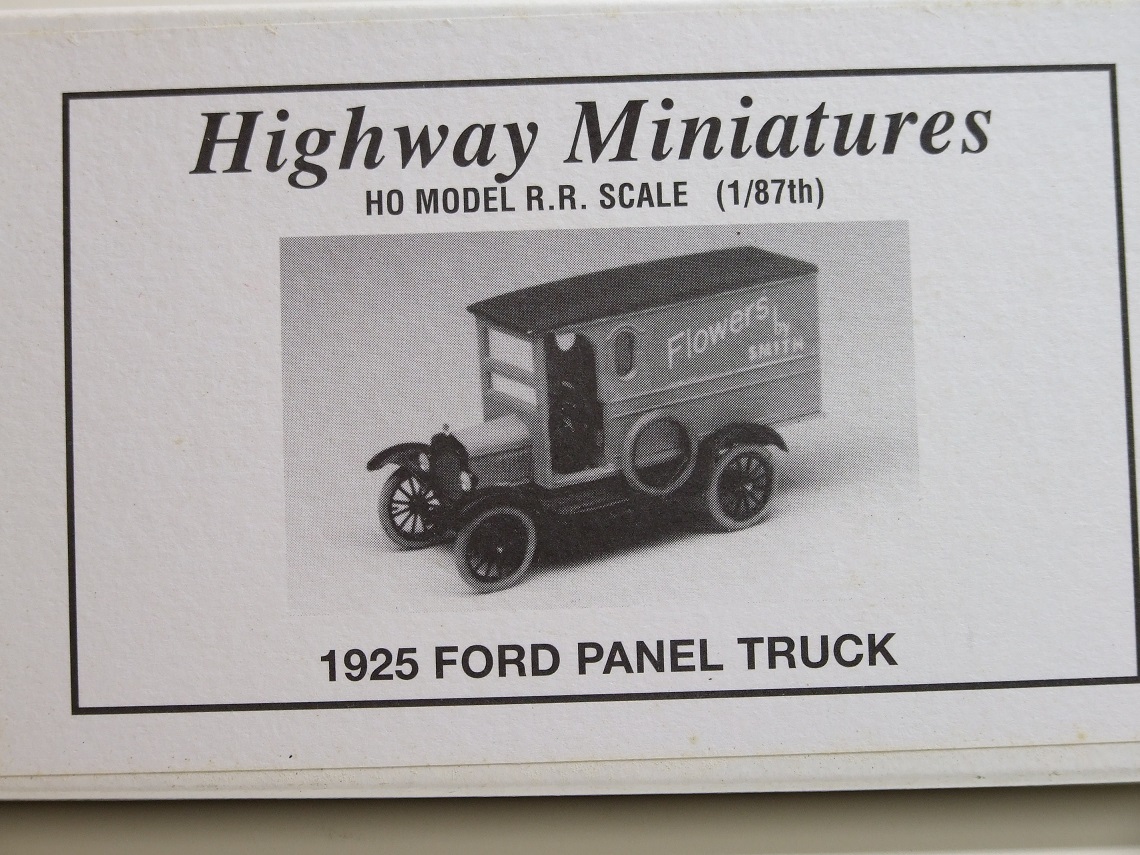 Highway Miniatures
HO MODEL R.R. SCALE (1/87th)
Flowers
by
SMITH
1925 FORD PANEL TRUCK